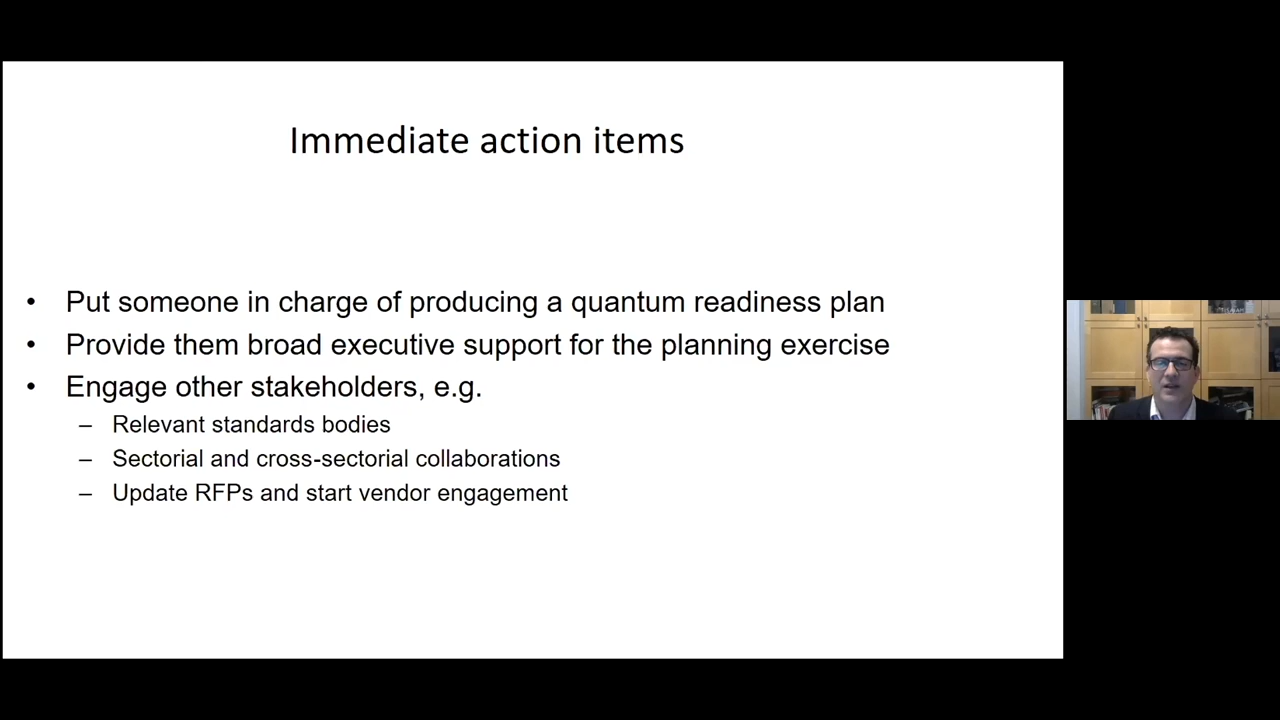 Immediate action items
• Put someone in charge of producing a quantum readiness plan
• Provide them broad executive support for the planning exercise
• Engage other stakeholders, e.g.
– Relevant standards bodies
– Sectorial and cross-sectorial collaborations
– Update RFPs and start vendor engagement